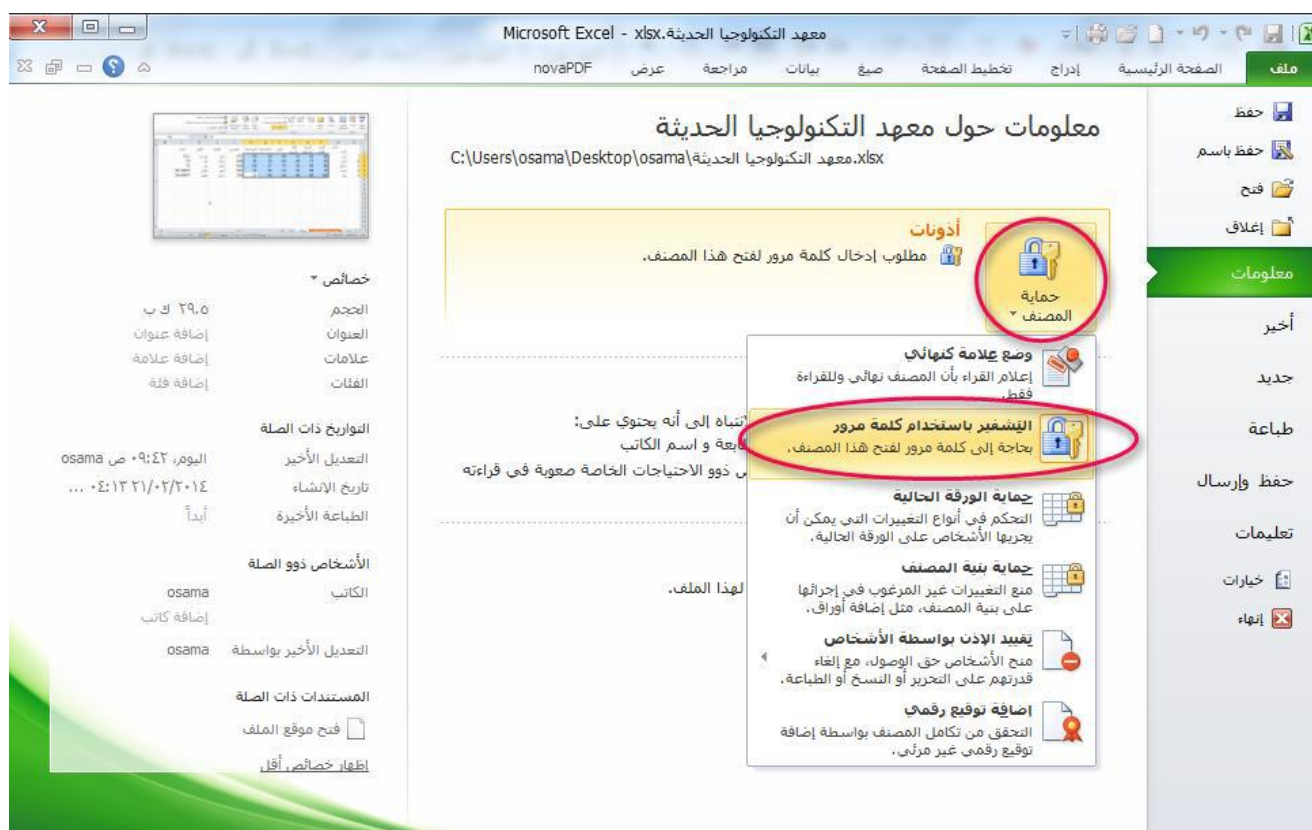 معهد التكنولوجيا الحديثة.xlsx - Microsoft Excel
ملف الصفحة الرئيسية إدراج تخطيط الصفحة صيغ بيانات مراجعة عرض novaPDF
حفظ
حفظ باسم
فتح
إغلاق
معلومات
أخير
جديد
طباعة
حفظ وإرسال
تعليمات
خيارات
إنهاء
معلومات حول معهد التكنولوجيا الحديثة
C:\Users\osama\Desktop\osama\معهد التكنولوجيا الحديثة.xlsx
حماية
المصنف
أذونات
مطلوب إدخال كلمة مرور لفتح هذا المصنف.
وضع علامة كنهائي
إعلام القراء بأن المصنف نهائي وللقراءة
فقط.
التشفير باستخدام كلمة مرور
بحاجة إلى كلمة مرور لفتح هذا المصنف.
حماية الورقة الحالية
التحكم في أنواع التغييرات التي يمكن أن
يجريها الأشخاص على الورقة الحالية.
حماية بنية المصنف
منع التغييرات غير المرغوب في إجرائها
على بنية المصنف، مثل إضافة أوراق.
تقييد الإذن بواسطة الأشخاص
منح الأشخاص حق الوصول، مع إلغاء
قدرتهم على التحرير أو النسخ أو الطباعة.
إضافة توقيع رقمي
التحقق من تكامل المصنف بواسطة إضافة
توقيع رقمي غير مرئي.
إلى أنه يحتوي على:
و اسم الكاتب
ذوو الاحتياجات الخاصة صعوبة في قراءته
لهذا الملف.
خصائص
الحجم ٢٩.٥ ك ب
العنوان إضافة عنوان
علامات إضافة علامة
الفئات إضافة فئة
التواريخ ذات الصلة
التعديل الأخير اليوم، ٠٩:٤٢ ص osama
تاريخ الإنشاء ٢١/٠٢/٢٠١٤ ٠٤:١٣ ...
الطباعة الأخيرة أبداً
الأشخاص ذوو الصلة
الكاتب osama
إضافة كاتب
التعديل الأخير بواسطة osama
المستندات ذات الصلة
فتح موقع الملف
إظهار خصائص أقل